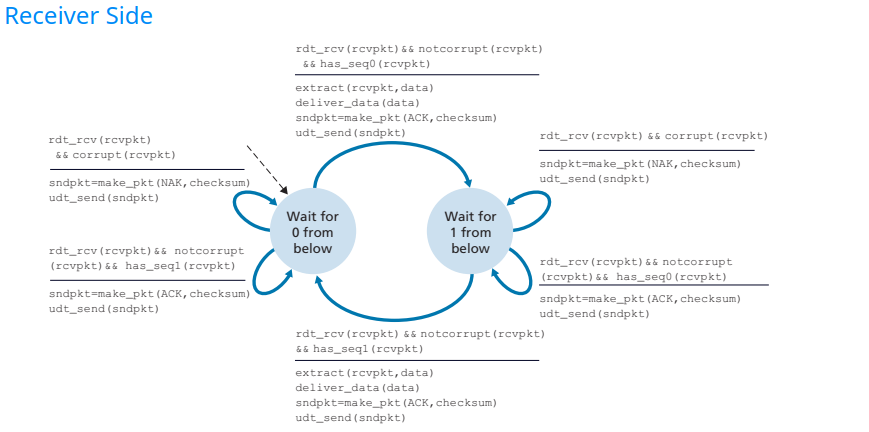 Receiver Side
rdt_rcv(rcvpkt)&& notcorrupt(rcvpkt)
&& has_seq0(rcvpkt)
extract(rcvpkt,data)
deliver_data(data)
sndpkt=make_pkt(ACK,checksum)
udt_send(sndpkt)
rdt_rcv(rcvpkt)
&& corrupt(rcvpkt)
sndpkt=make_pkt(NAK,checksum)
udt_send(sndpkt)
rdt_rcv(rcvpkt) && corrupt(rcvpkt)
sndpkt=make_pkt(NAK,checksum)
udt_send(sndpkt)
Wait for
0 from
below
Wait for
1 from
below
rdt_rcv(rcvpkt)&& notcorrupt
(rcvpkt)&& has_seq1(rcvpkt)
sndpkt=make_pkt(ACK,checksum)
udt_send(sndpkt)
rdt_rcv(rcvpkt)&& notcorrupt
(rcvpkt)&& has_seq0(rcvpkt)
sndpkt=make_pkt(ACK,checksum)
udt_send(sndpkt)
rdt_rcv(rcvpkt) && notcorrupt(rcvpkt)
&& has_seq1(rcvpkt)
extract(rcvpkt,data)
deliver_data(data)
sndpkt=make_pkt(ACK,checksum)
udt_send(sndpkt)